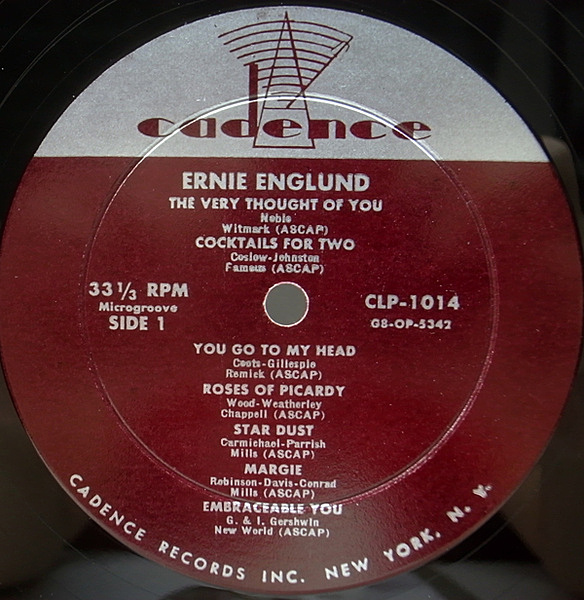 cadence
ERNIE ENGLUND
THE VERY THOUGHT OF YOU
Noble
Witmark (ASCAP)
COCKTAILS FOR TWO
Coslow-Johnston
Famous (ASCAP)
33 1/3 RPM
Microgroove
SIDE 1
CLP-1014
G8-OP-5342
YOU GO TO MY HEAD
Coots-Gillespie
Remick (ASCAP)
ROSES OF PICARDY
Wood-Weatherley
Chappell (ASCAP)
STAR DUST
Carmichael-Parrish
Mills (ASCAP)
MARGIE
Robinson-Davis-Conrad
Mills (ASCAP)
EMBRACEABLE YOU
G. & I. Gershwin
New World (ASCAP)
CADENCE RECORDS INC. NEW YORK, N. Y.